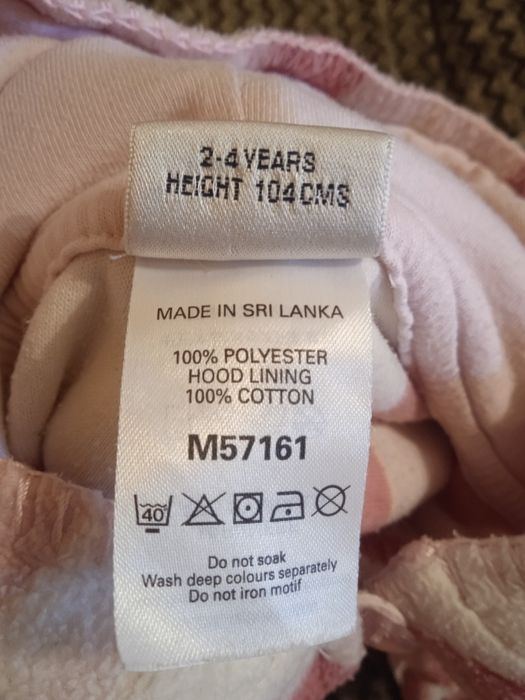 2-4 YEARS
HEIGHT 104CMS
MADE IN SRI LANKA
100% POLYESTER
HOOD LINING
100% COTTON
M57161
40°
Do not soak
Wash deep colours separately
Do not iron motif